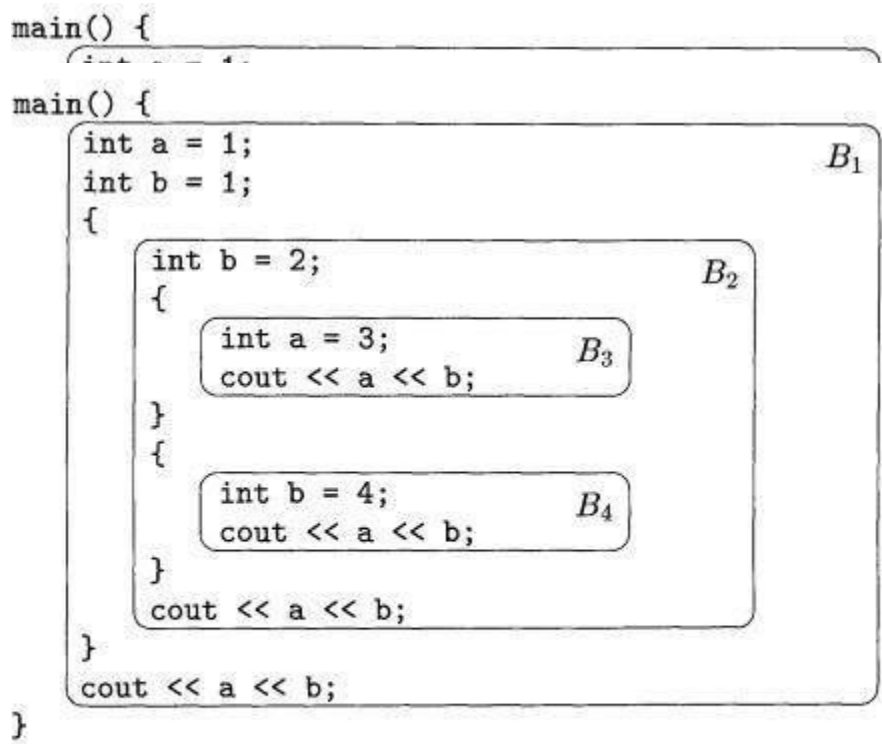 main() {
main() {
int a = 1;
B₁
int b = 1;
{
int b = 2;
B₂
{
int a = 3;
B₃
cout << a << b;
}
{
int b = 4;
B₄
cout << a << b;
}
cout << a << b;
}
cout << a << b;
}